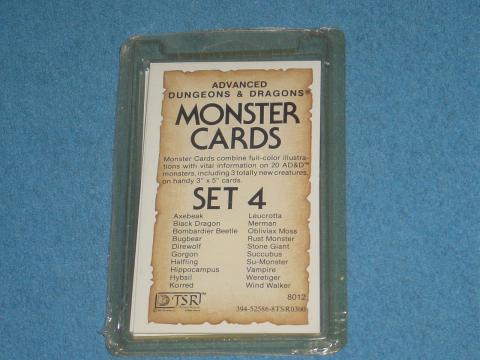 ADVANCED
DUNGEONS & DRAGONS®
MONSTER
CARDS
Monster Cards combine full-color illustra-
tions with vital information on 20 AD&D™
monsters, including 3 totally new creatures,
on handy 3" x 5" cards.
SET 4
Axebeak
Black Dragon
Bombardier Beetle
Bugbear
Direwolf
Gorgon
Halfling
Hippocampus
Hybsil
Korred
Leucrotta
Merman
Obliviax Moss
Rust Monster
Stone Giant
Succubus
Su-Monster
Vampire
Weretiger
Wind Walker
TSR™
8012
394-52586-8TSR0300